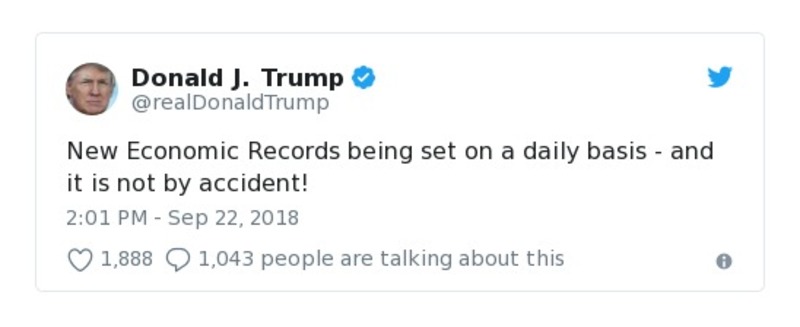 Donald J. Trump
@realDonaldTrump
New Economic Records being set on a daily basis - and
it is not by accident!
2:01 PM - Sep 22, 2018
1,888 1,043 people are talking about this